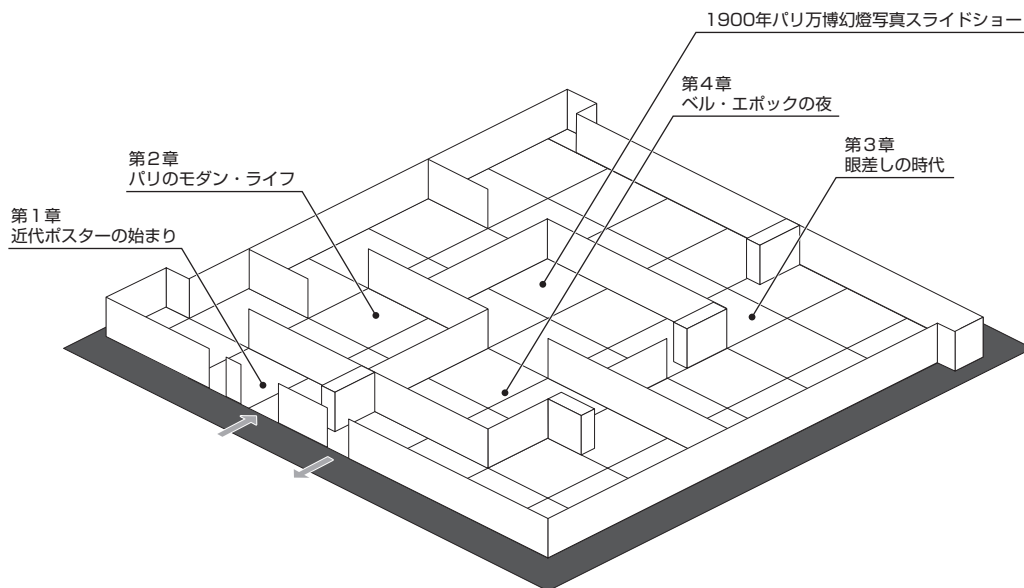 1900年パリ万博幻燈写真スライドショー
第4章
ベル・エポックの夜
第3章
眼差しの時代
第2章
パリのモダン・ライフ
第1章
近代ポスターの始まり